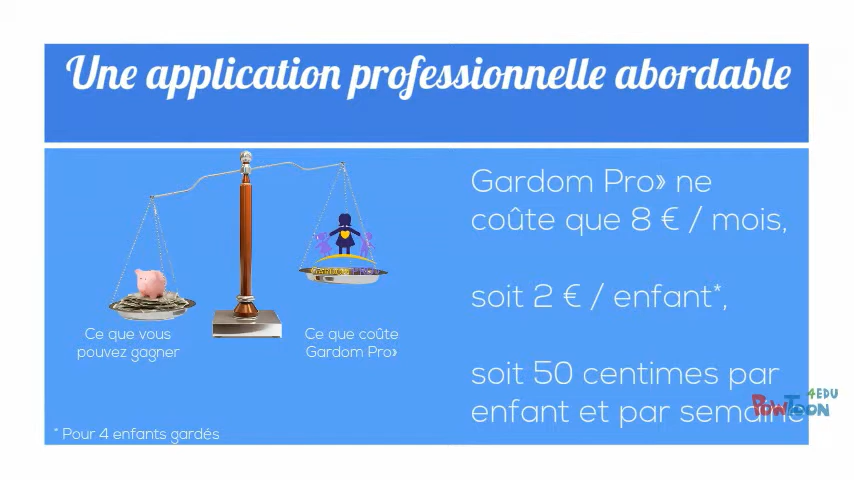 Une application professionnelle abordable
Gardom Pro» ne
coûte que 8 € / mois,
soit 2 € / enfant*,
soit 50 centimes par
enfant et par semaine
Ce que vous
pouvez gagner
Ce que coûte
Gardom Pro»
* Pour 4 enfants gardés
4EDU
POWTOON